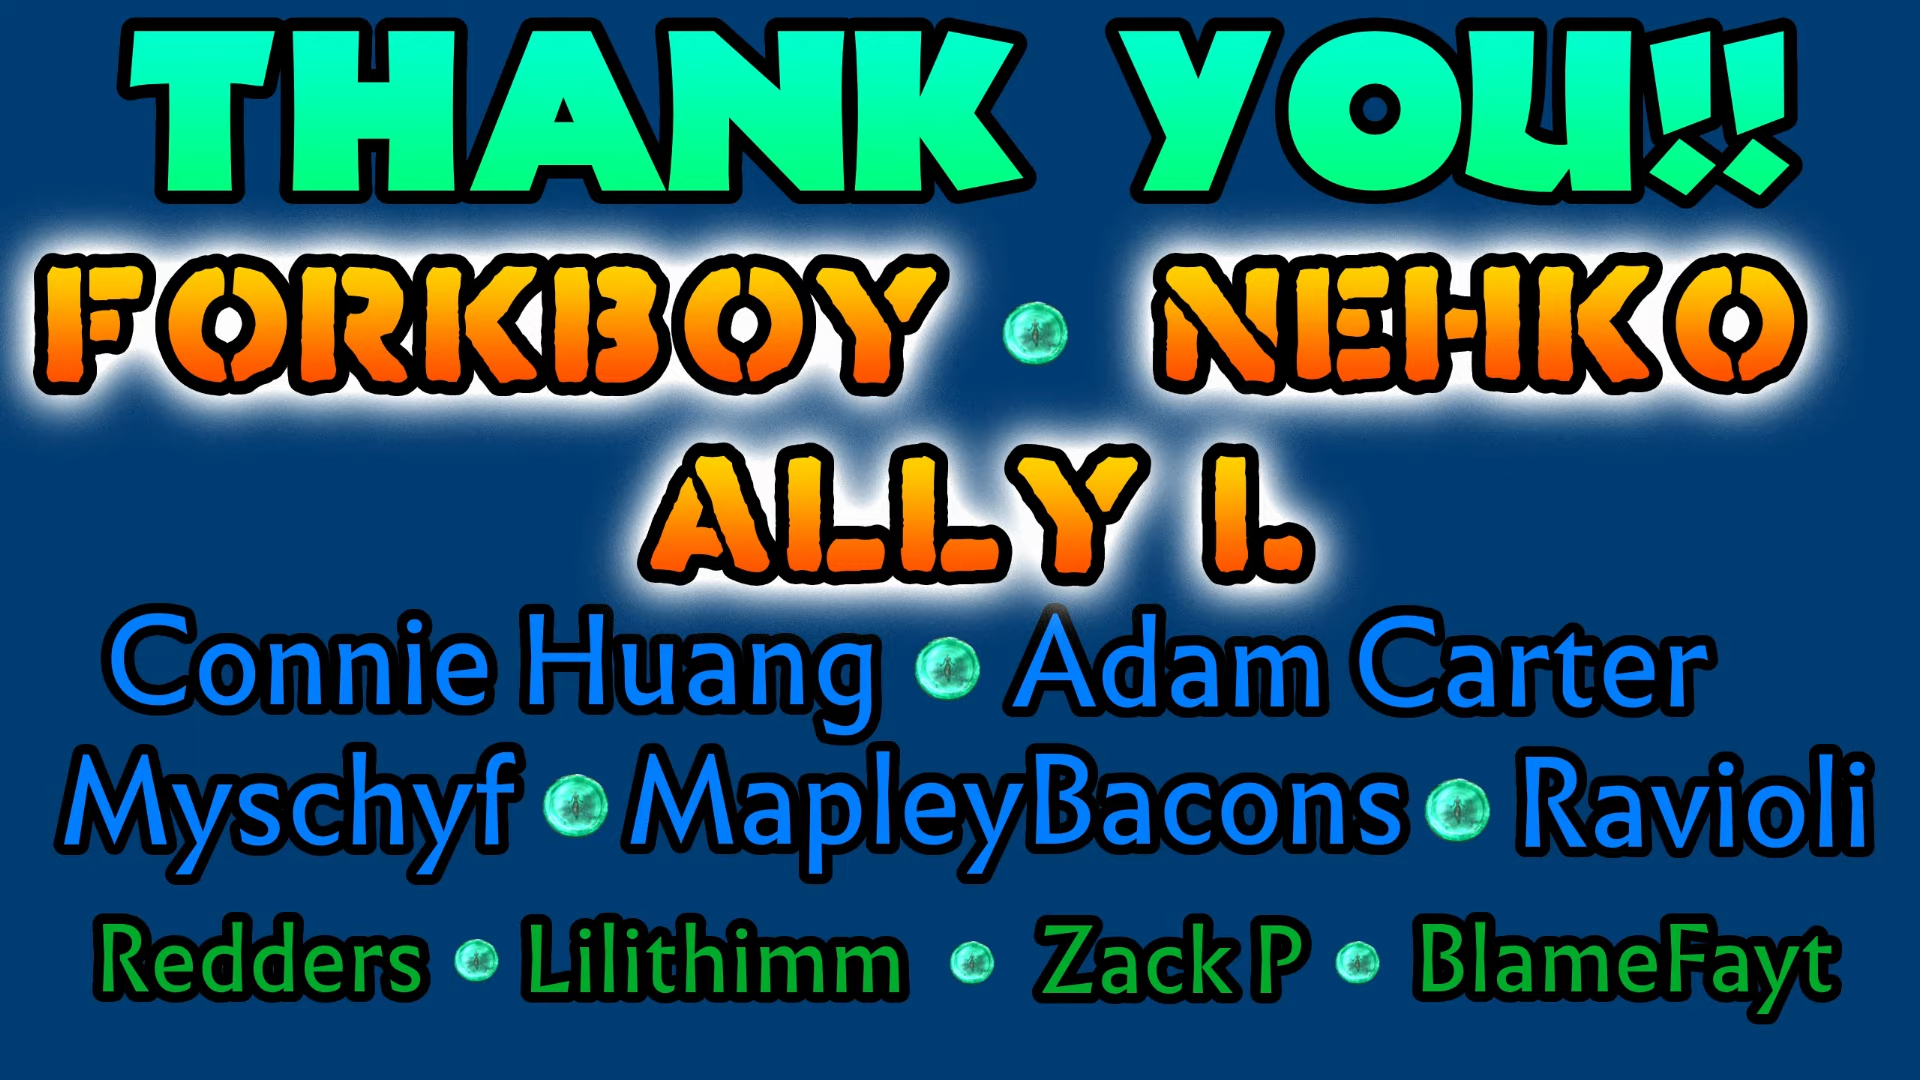 THANK YOU!!
FORKBOY • NEHKO
ALLY I.
Connie Huang • Adam Carter
Myschyf • MapleyBacons • Ravioli
Redders • Lilithimm • Zack P • BlameFayt